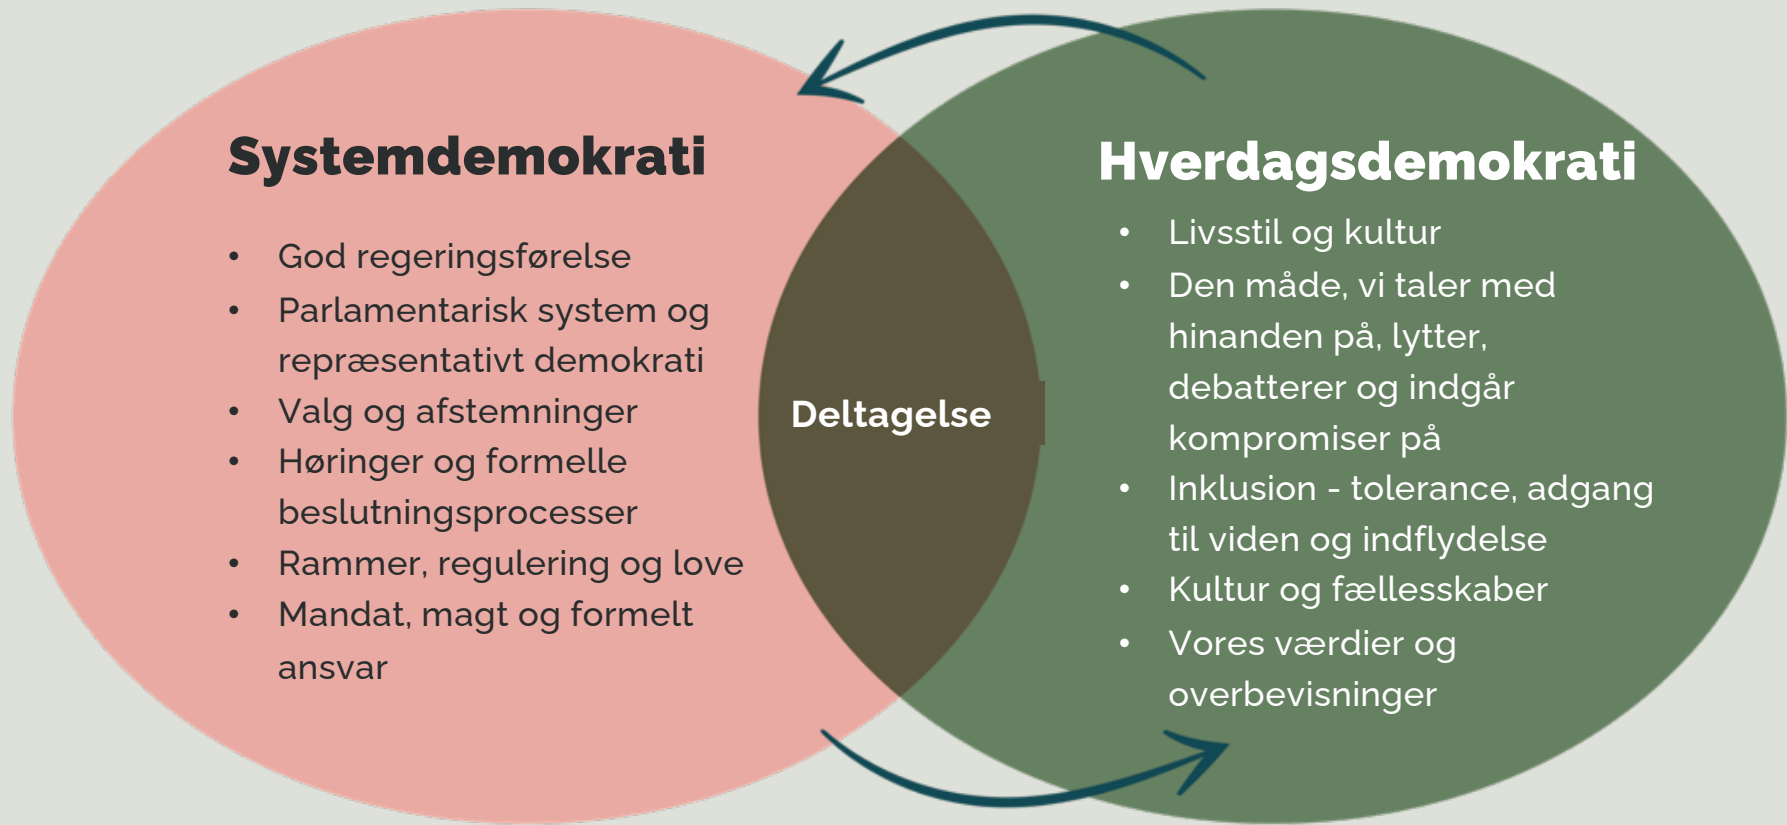 Systemdemokrati
• God regeringsførelse
• Parlamentarisk system og
repræsentativt demokrati
• Valg og afstemninger
• Høringer og formelle
beslutningsprocesser
• Rammer, regulering og love
• Mandat, magt og formelt
ansvar
Deltagelse
Hverdagsdemokrati
• Livsstil og kultur
• Den måde, vi taler med
hinanden på, lytter,
debatterer og indgår
kompromiser på
• Inklusion - tolerance, adgang
til viden og indflydelse
• Kultur og fællesskaber
• Vores værdier og
overbevisninger